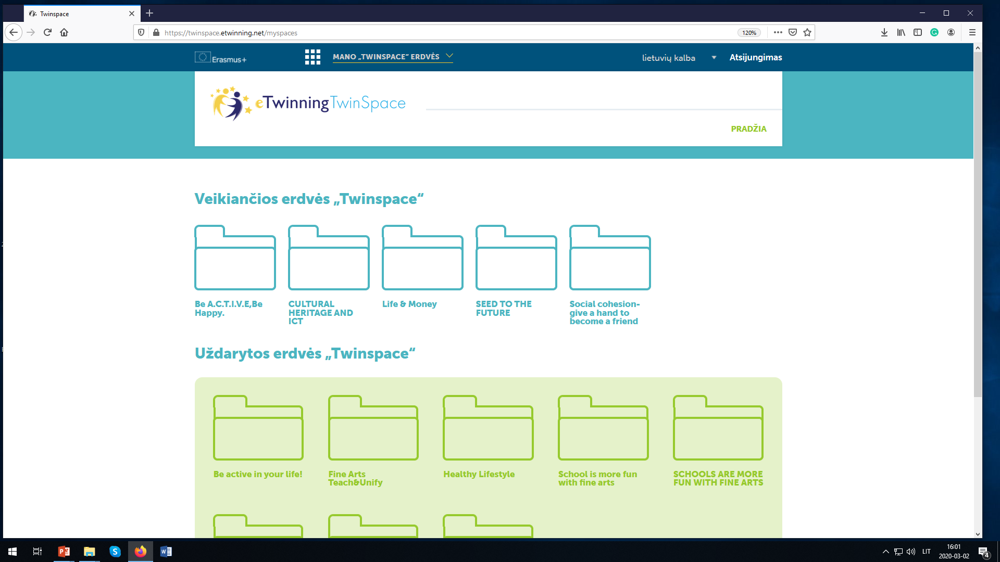 Twinspace
https://twinspace.etwinning.net/myspaces
120%
Erasmus+
MANO „TWINSPACE“ ERDVĖS
lietuvių kalba
Atsijungimas
eTwinningTwinSpace
PRADŽIA
Veikiančios erdvės „Twinspace“
Be A.C.T.I.V.E,Be
Happy.
CULTURAL
HERITAGE AND
ICT
Life & Money
SEED TO THE
FUTURE
Social cohesion-
give a hand to
become a friend
Uždarytos erdvės „Twinspace“
Be active in your life!
Fine Arts
Teach&Unify
Healthy Lifestyle
School is more fun
with fine arts
SCHOOLS ARE MORE
FUN WITH FINE ARTS
LIT
16:01
2020-03-02
4